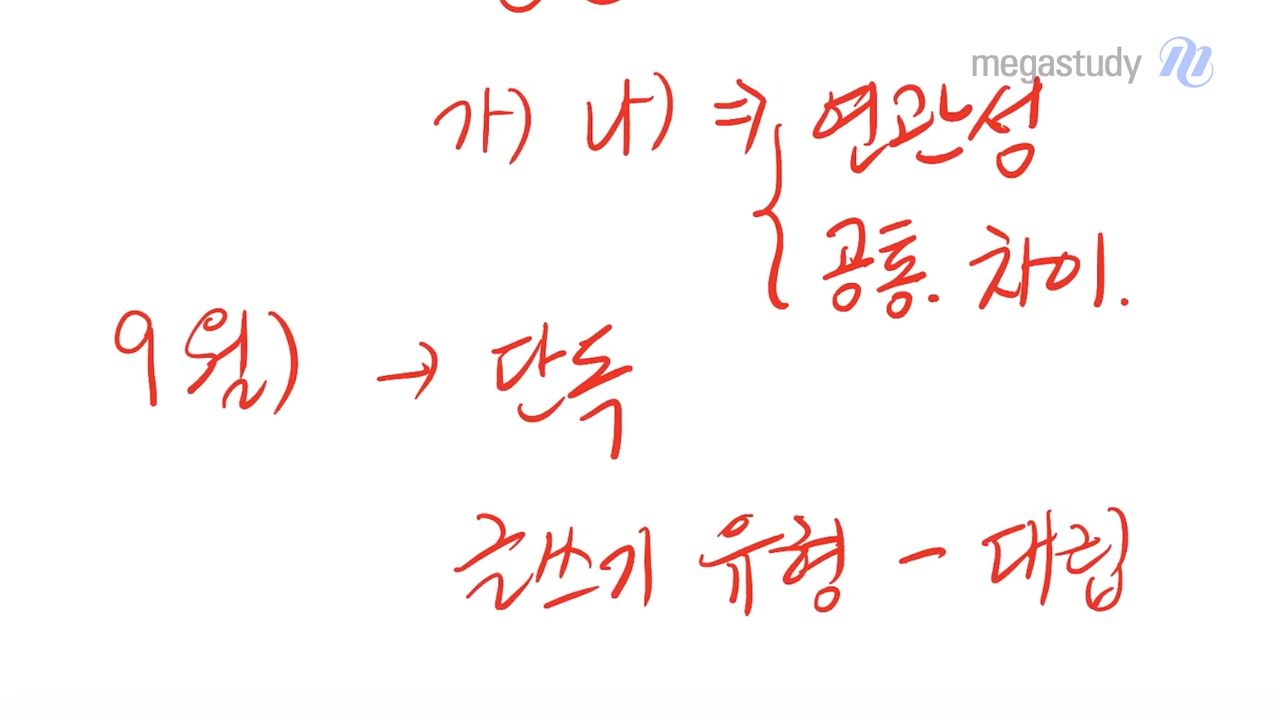 megastudy
가) 나) ⇒ 연관성
공통. 차이.
9월) → 단독
글쓰기 유형 - 대립